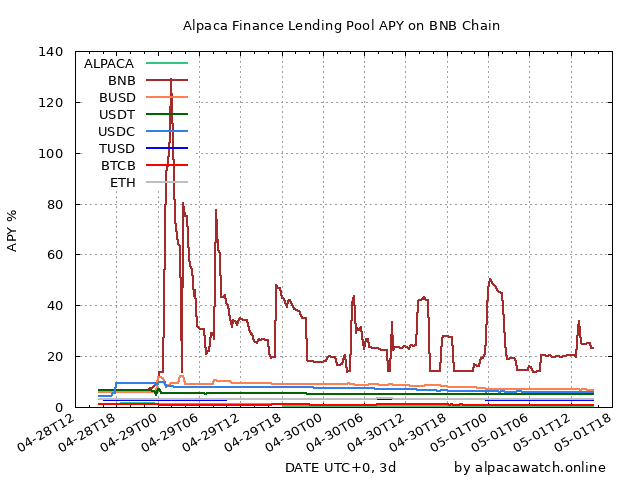 Alpaca Finance Lending Pool APY on BNB Chain
140
120
100
80
60
40
20
0
APY %
ALPACA
BNB
BUSD
USDT
USDC
TUSD
BTCB
ETH
04-28T12
04-28T18
04-29T00
04-29T06
04-29T12
04-29T18
04-30T00
04-30T06
04-30T12
04-30T18
05-01T00
05-01T06
05-01T12
05-01T18
DATE UTC+0, 3d
by alpacawatch.online